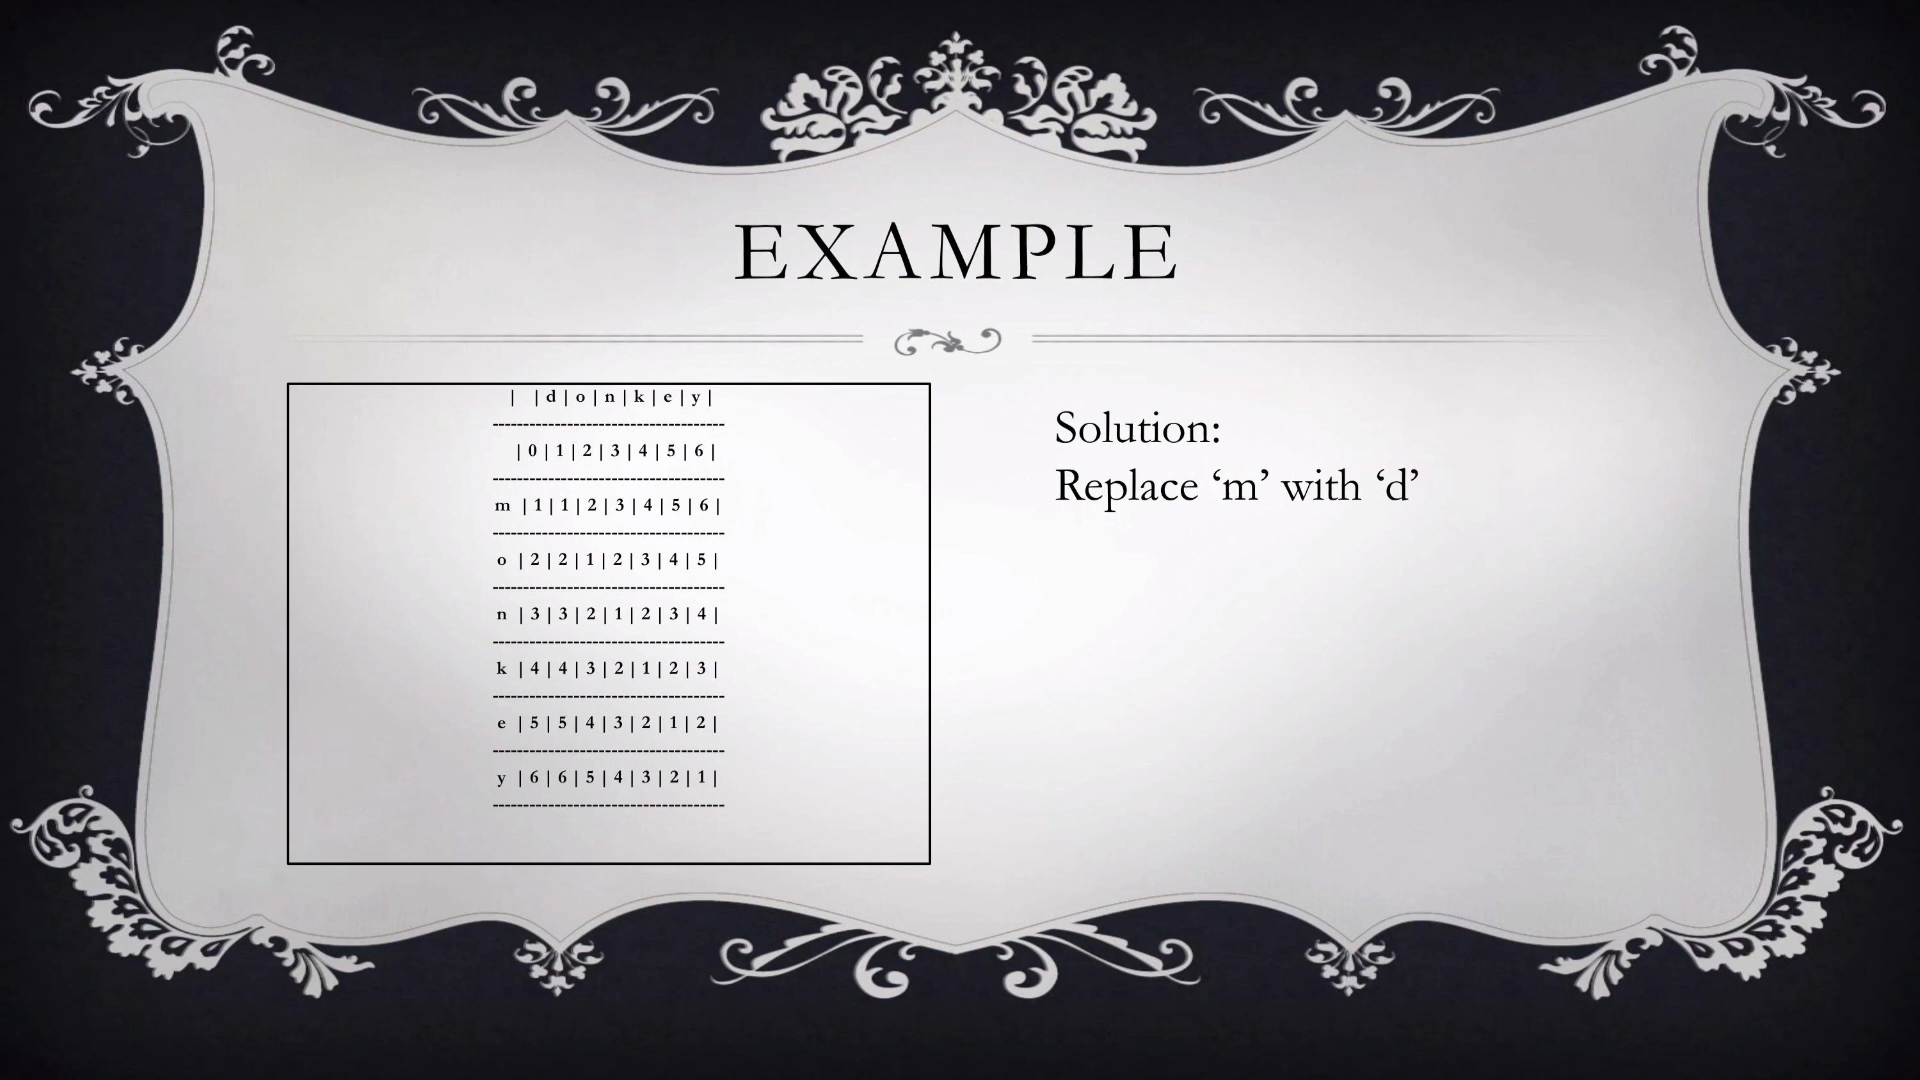 EXAMPLE
| | d | o | n | k | e | y |
--------------------------------------
| 0 | 1 | 2 | 3 | 4 | 5 | 6 |
--------------------------------------
m | 1 | 1 | 2 | 3 | 4 | 5 | 6 |
--------------------------------------
o | 2 | 2 | 1 | 2 | 3 | 4 | 5 |
--------------------------------------
n | 3 | 3 | 2 | 1 | 2 | 3 | 4 |
--------------------------------------
k | 4 | 4 | 3 | 2 | 1 | 2 | 3 |
--------------------------------------
e | 5 | 5 | 4 | 3 | 2 | 1 | 2 |
--------------------------------------
y | 6 | 6 | 5 | 4 | 3 | 2 | 1 |
--------------------------------------
Solution:
Replace ‘m’ with ‘d’